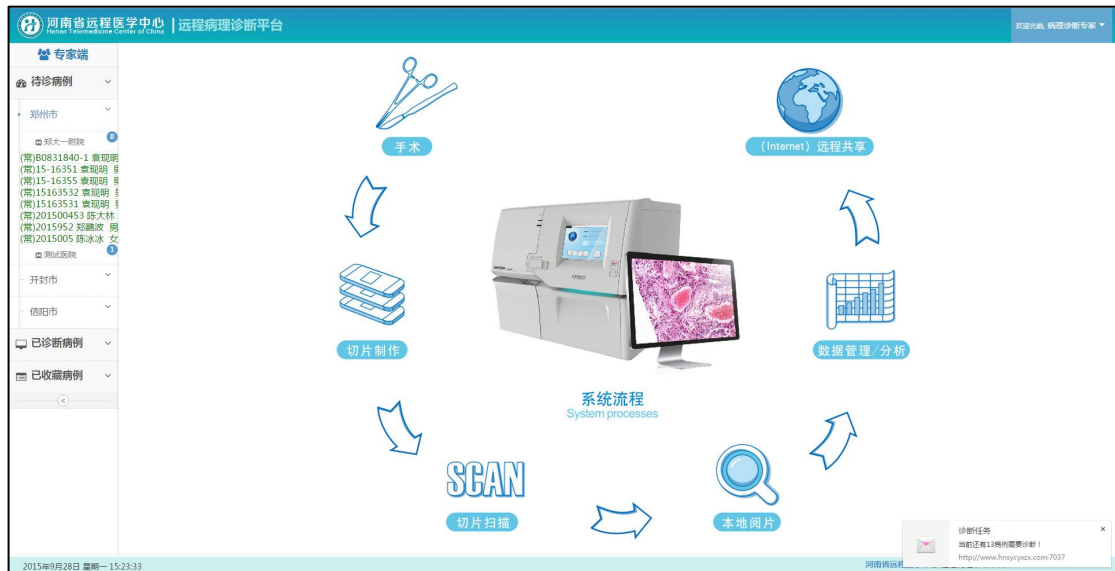 河南省远程医学中心 | 远程病理诊断平台
Henan Telemedicine Center of China
欢迎光临, 病理诊断专家
专家端
待诊病例
郑州市
郑大一附院 8
(常)B0831840-1 袁现明
(常)15-16351 袁现明 男
(常)15-16355 袁现明 男
(常)15163532 袁现明
(常)15163531 袁现明
(常)201500453 陈大林
(常)2015952 郑鹏波 男
(常)2015005 陈冰冰 女
测试医院 1
开封市
信阳市
已诊断病例
已收藏病例
手术
(Internet) 远程共享
切片制作
数据管理/分析
系统流程
System processes
SCAN
切片扫描
本地阅片
诊断任务
当前还有13病例需要诊断！
http://www.hnsycyxzx.com:7037
2015年9月28日 星期一 15:23:33
河南省远程